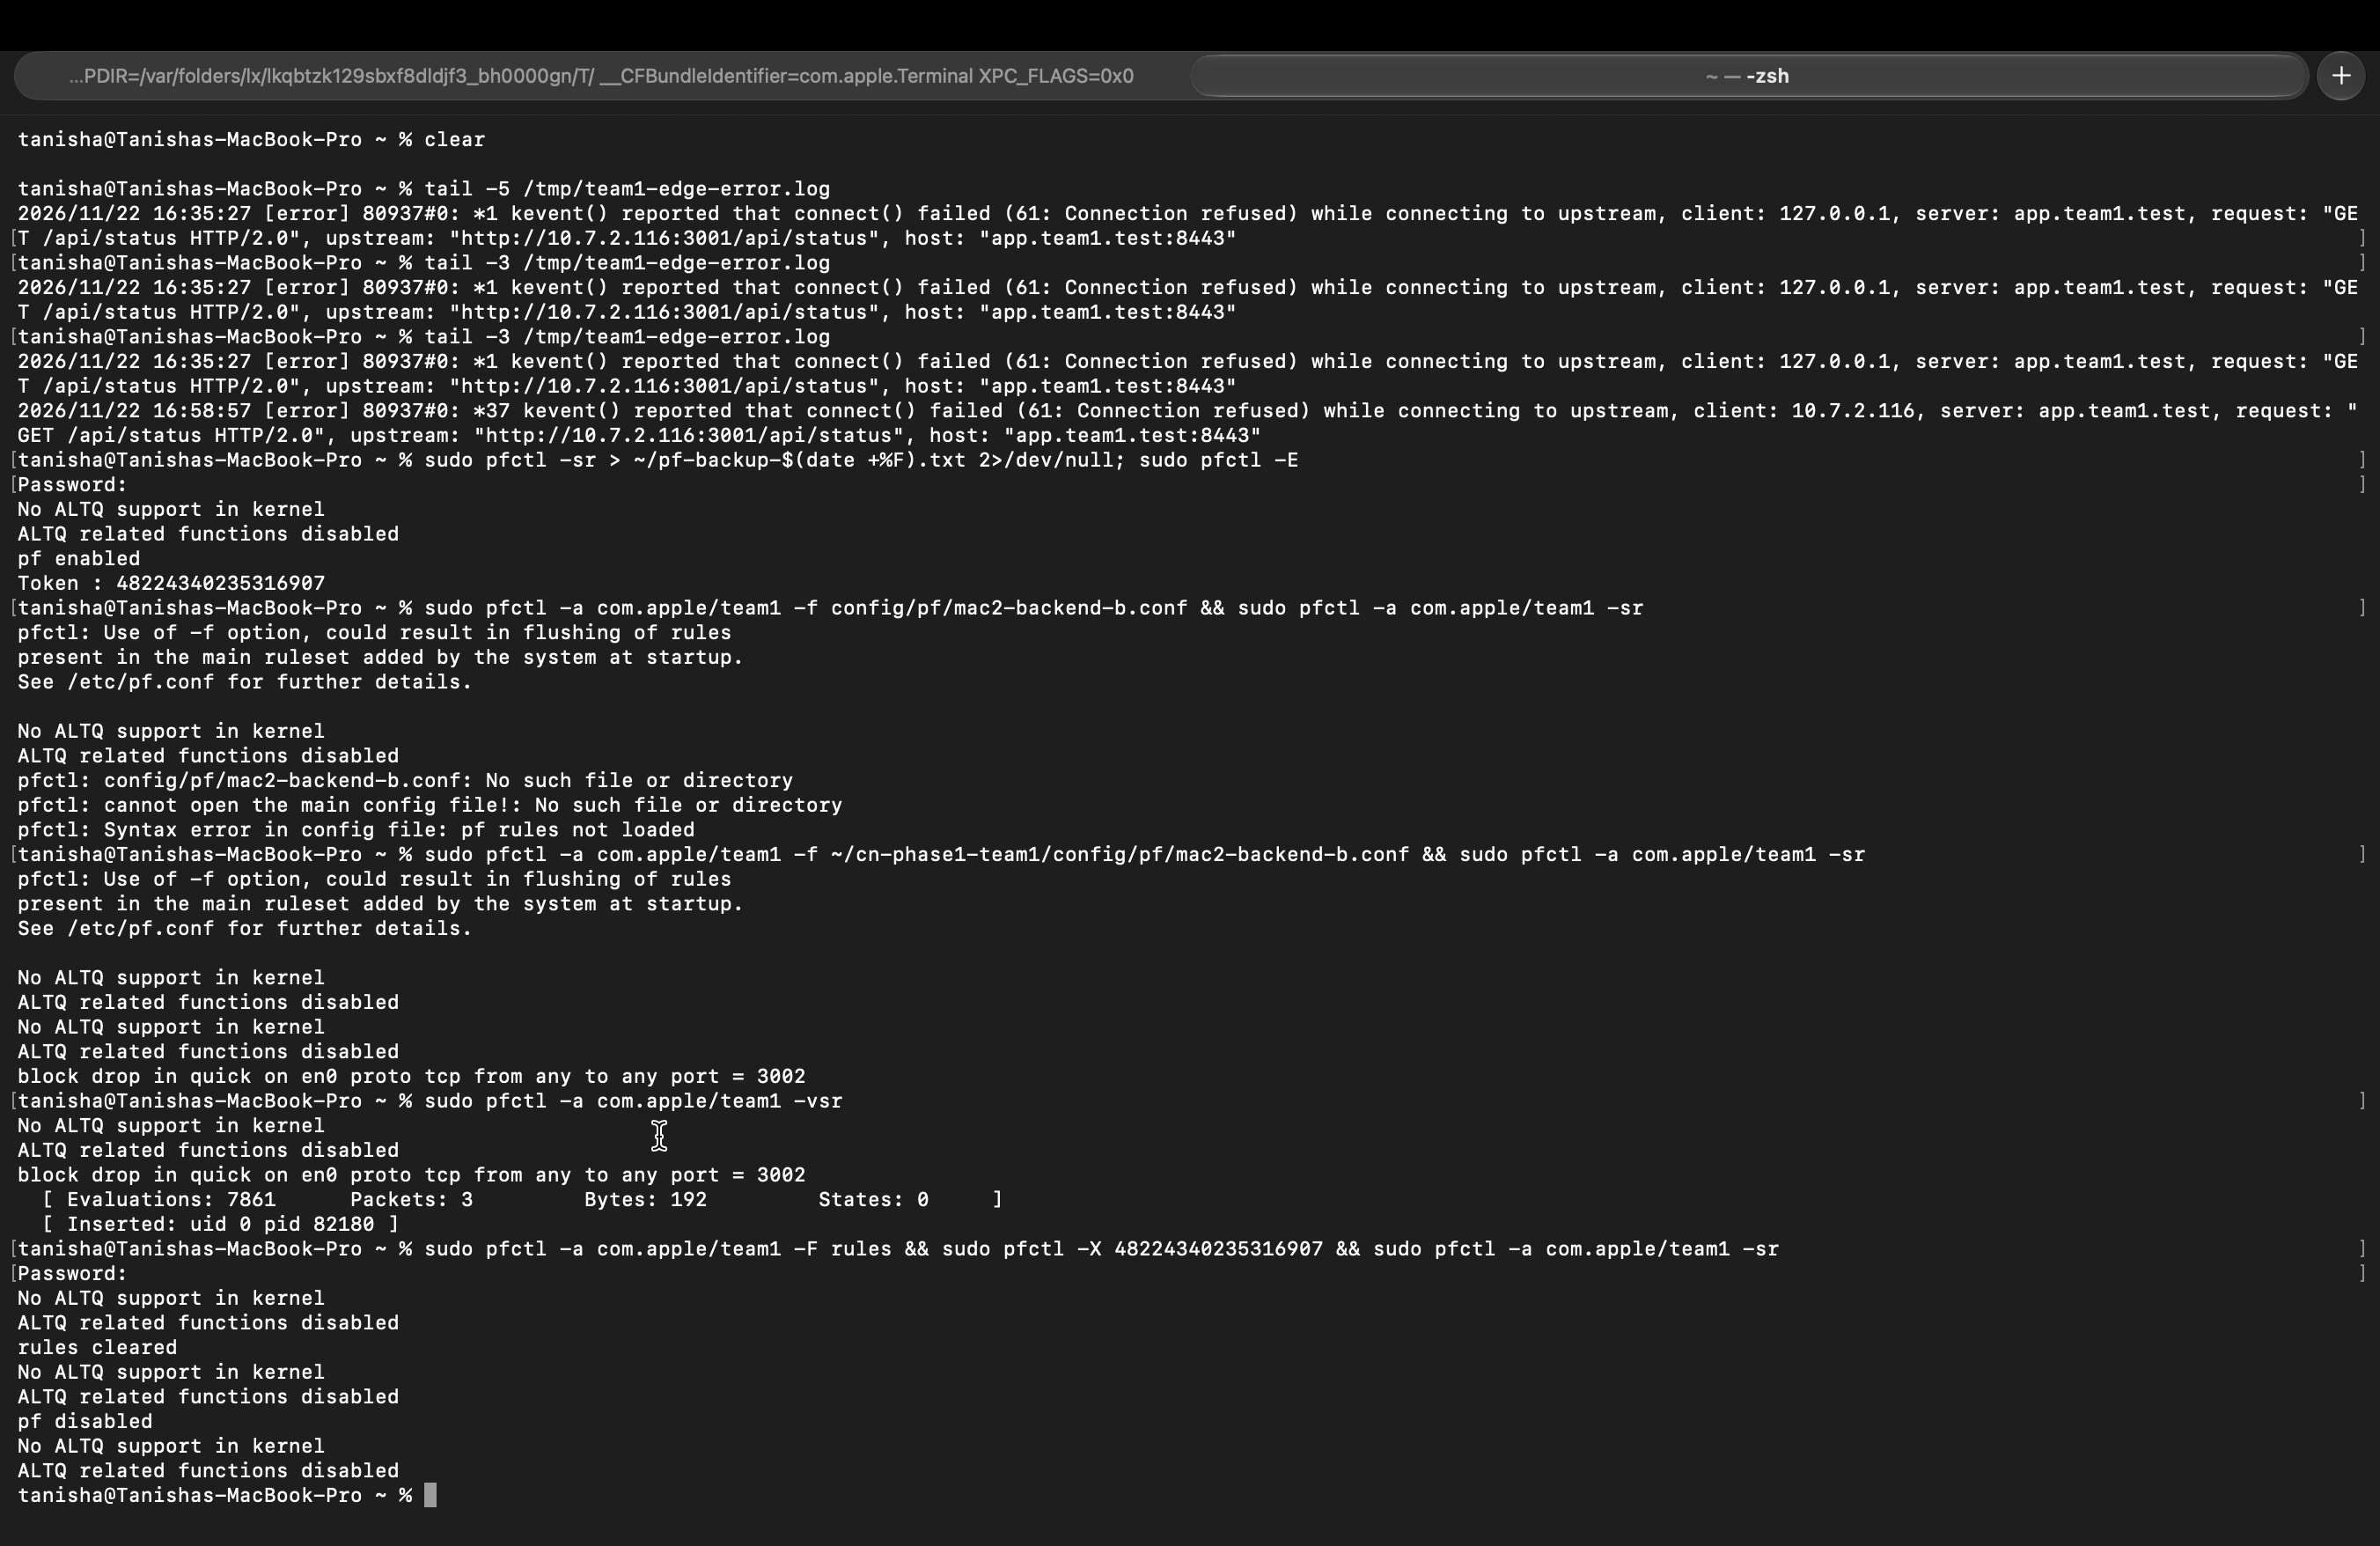 ...PDIR=/var/folders/lx/lkqbtzk129sbxf8dldjf3_bh0000gn/T/ __CFBundleIdentifier=com.apple.Terminal XPC_FLAGS=0x0
~ — -zsh
+
tanisha@Tanishas-MacBook-Pro ~ % clear
tanisha@Tanishas-MacBook-Pro ~ % tail -5 /tmp/team1-edge-error.log
2026/11/22 16:35:27 [error] 80937#0: *1 kevent() reported that connect() failed (61: Connection refused) while connecting to upstream, client: 127.0.0.1, server: app.team1.test, request: "GE
[T /api/status HTTP/2.0", upstream: "http://10.7.2.116:3001/api/status", host: "app.team1.test:8443" ]
[tanisha@Tanishas-MacBook-Pro ~ % tail -3 /tmp/team1-edge-error.log ]
2026/11/22 16:35:27 [error] 80937#0: *1 kevent() reported that connect() failed (61: Connection refused) while connecting to upstream, client: 127.0.0.1, server: app.team1.test, request: "GE
T /api/status HTTP/2.0", upstream: "http://10.7.2.116:3001/api/status", host: "app.team1.test:8443"
[tanisha@Tanishas-MacBook-Pro ~ % tail -3 /tmp/team1-edge-error.log ]
2026/11/22 16:35:27 [error] 80937#0: *1 kevent() reported that connect() failed (61: Connection refused) while connecting to upstream, client: 127.0.0.1, server: app.team1.test, request: "GE
T /api/status HTTP/2.0", upstream: "http://10.7.2.116:3001/api/status", host: "app.team1.test:8443"
2026/11/22 16:58:57 [error] 80937#0: *37 kevent() reported that connect() failed (61: Connection refused) while connecting to upstream, client: 10.7.2.116, server: app.team1.test, request: "
GET /api/status HTTP/2.0", upstream: "http://10.7.2.116:3001/api/status", host: "app.team1.test:8443"
[tanisha@Tanishas-MacBook-Pro ~ % sudo pfctl -sr > ~/pf-backup-$(date +%F).txt 2>/dev/null; sudo pfctl -E ]
[Password: ]
No ALTQ support in kernel
ALTQ related functions disabled
pf enabled
Token : 48224340235316907
[tanisha@Tanishas-MacBook-Pro ~ % sudo pfctl -a com.apple/team1 -f config/pf/mac2-backend-b.conf && sudo pfctl -a com.apple/team1 -sr ]
pfctl: Use of -f option, could result in flushing of rules
present in the main ruleset added by the system at startup.
See /etc/pf.conf for further details.
No ALTQ support in kernel
ALTQ related functions disabled
pfctl: config/pf/mac2-backend-b.conf: No such file or directory
pfctl: cannot open the main config file!: No such file or directory
pfctl: Syntax error in config file: pf rules not loaded
[tanisha@Tanishas-MacBook-Pro ~ % sudo pfctl -a com.apple/team1 -f ~/cn-phase1-team1/config/pf/mac2-backend-b.conf && sudo pfctl -a com.apple/team1 -sr ]
pfctl: Use of -f option, could result in flushing of rules
present in the main ruleset added by the system at startup.
See /etc/pf.conf for further details.
No ALTQ support in kernel
ALTQ related functions disabled
No ALTQ support in kernel
ALTQ related functions disabled
block drop in quick on en0 proto tcp from any to any port = 3002
[tanisha@Tanishas-MacBook-Pro ~ % sudo pfctl -a com.apple/team1 -vsr ]
No ALTQ support in kernel
ALTQ related functions disabled
block drop in quick on en0 proto tcp from any to any port = 3002
[ Evaluations: 7861 Packets: 3 Bytes: 192 States: 0 ]
[ Inserted: uid 0 pid 82180 ]
[tanisha@Tanishas-MacBook-Pro ~ % sudo pfctl -a com.apple/team1 -F rules && sudo pfctl -X 48224340235316907 && sudo pfctl -a com.apple/team1 -sr ]
[Password: ]
No ALTQ support in kernel
ALTQ related functions disabled
rules cleared
No ALTQ support in kernel
ALTQ related functions disabled
pf disabled
No ALTQ support in kernel
ALTQ related functions disabled
tanisha@Tanishas-MacBook-Pro ~ %